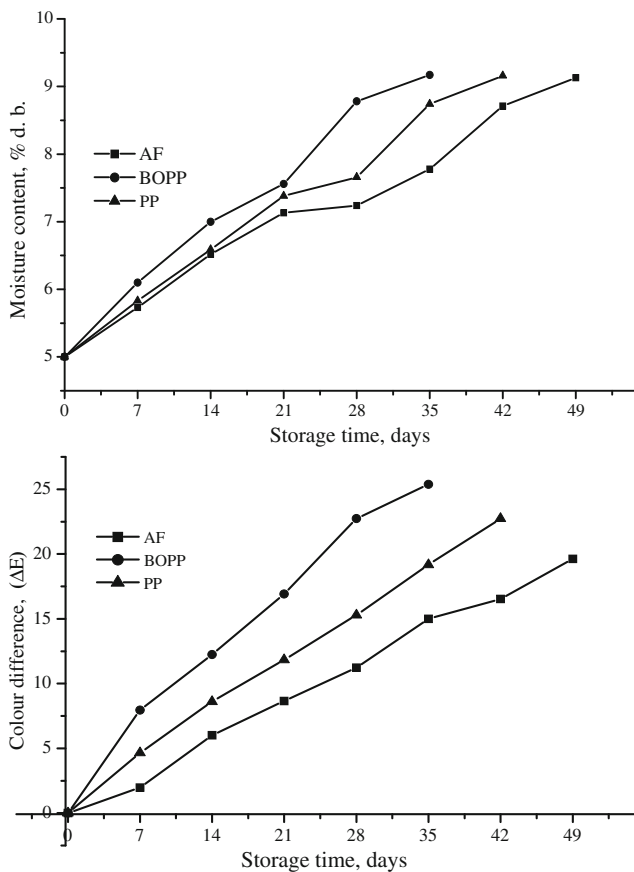 10
9
8
7
6
5
Moisture content, % d. b.
AF
BOPP
PP
0 7 14 21 28 35 42 49
Storage time, days
25
20
15
10
5
0
Colour difference, (ΔE)
AF
BOPP
PP
0 7 14 21 28 35 42 49
Storage time, days